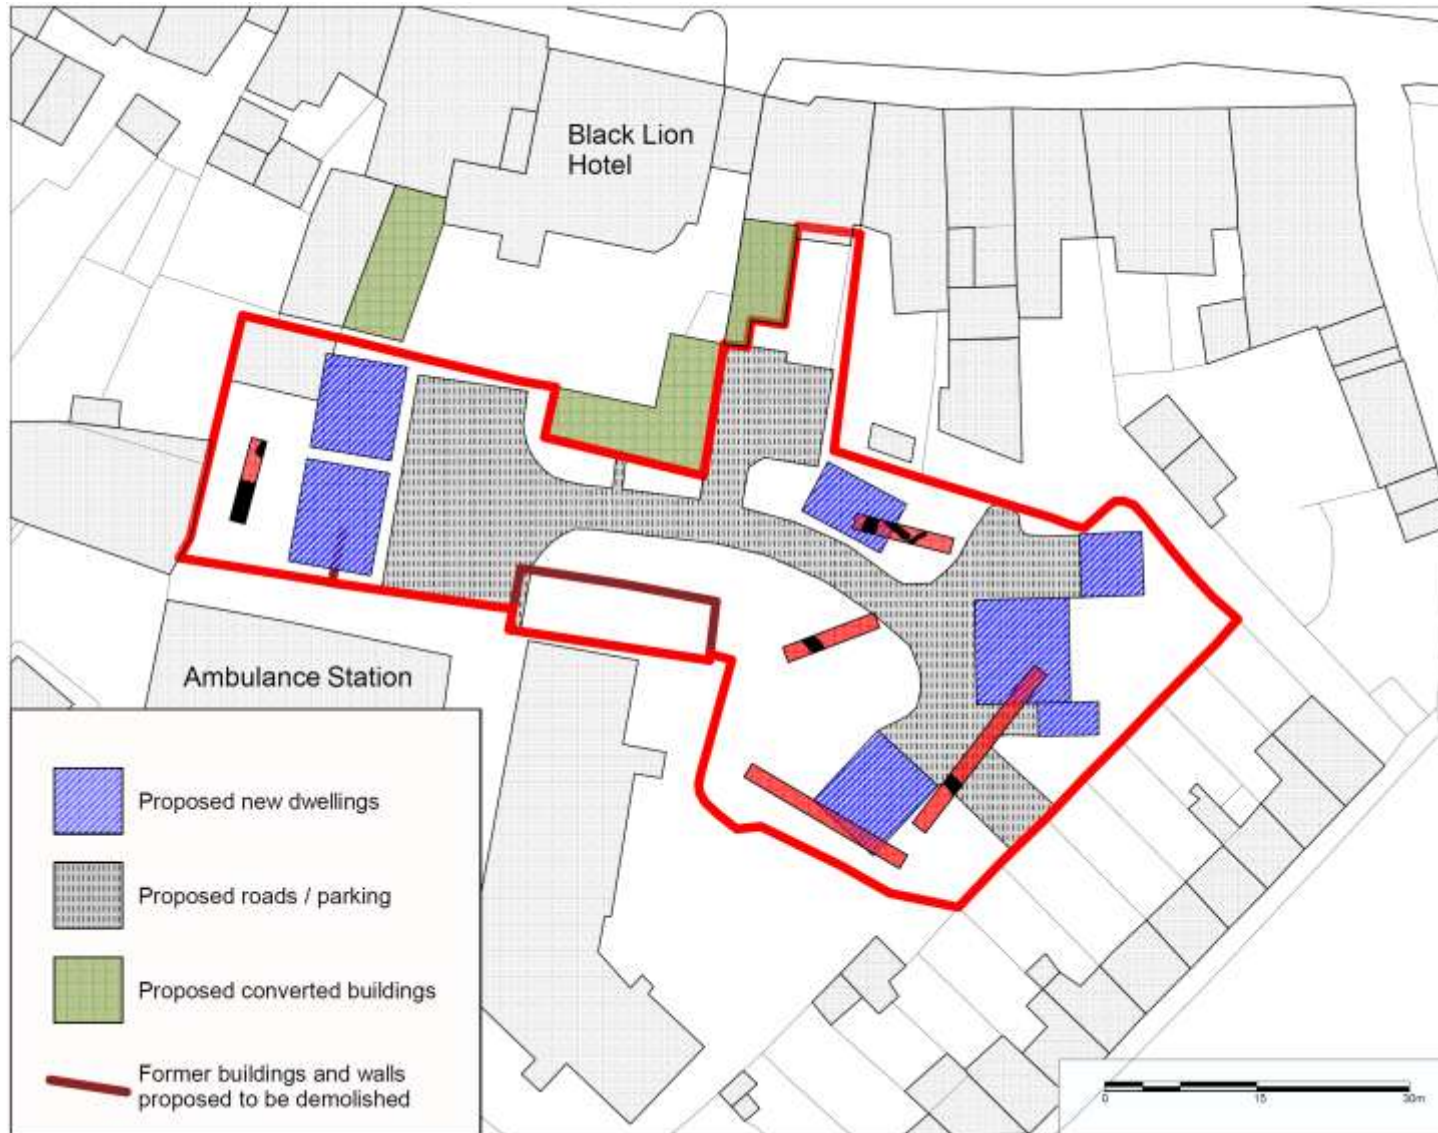 Black Lion
Hotel
Ambulance Station
Proposed new dwellings
Proposed roads / parking
Proposed converted buildings
Former buildings and walls
proposed to be demolished
0 15 30m